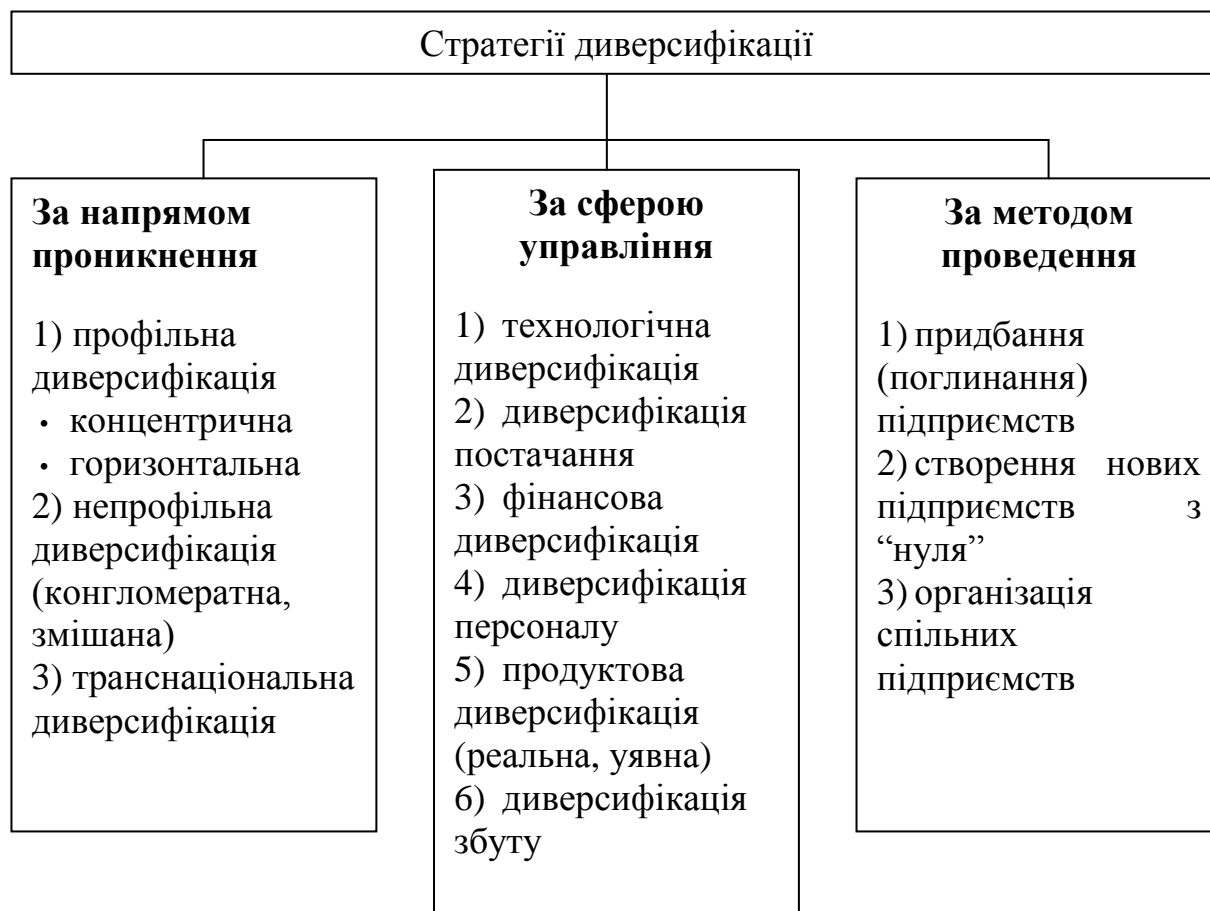 Стратегії диверсифікації
За напрямом
проникнення
1) профільна
диверсифікація
• концентрична
• горизонтальна
2) непрофільна
диверсифікація
(конгломератна,
змішана)
3) транснаціональна
диверсифікація
За сферою
управління
1) технологічна
диверсифікація
2) диверсифікація
постачання
3) фінансова
диверсифікація
4) диверсифікація
персоналу
5) продуктова
диверсифікація
(реальна, уявна)
6) диверсифікація
збуту
За методом
проведення
1) придбання
(поглинання)
підприємств
2) створення нових
підприємств з
“нуля”
3) організація
спільних
підприємств